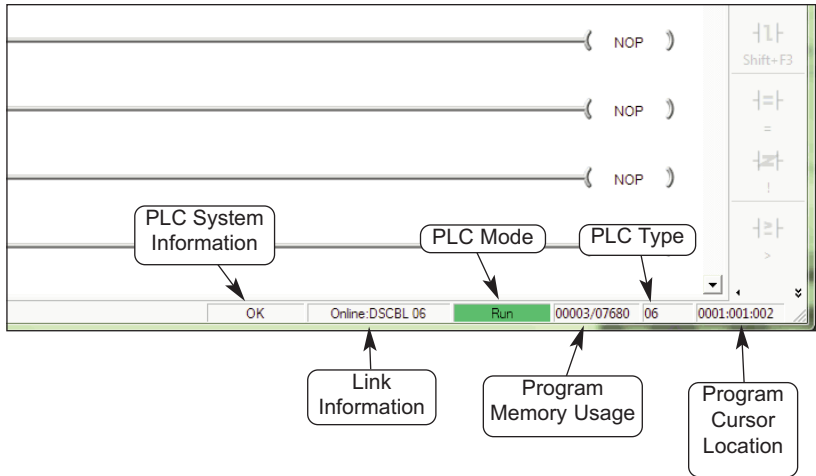 NOP
Shift+F3
NOP
=
NOP
!
PLC System
Information
PLC Mode
PLC Type
>
OK
Online:DSCBL 06
Run
00003/07680
06
0001:001:002
Link
Information
Program
Memory Usage
Program
Cursor
Location